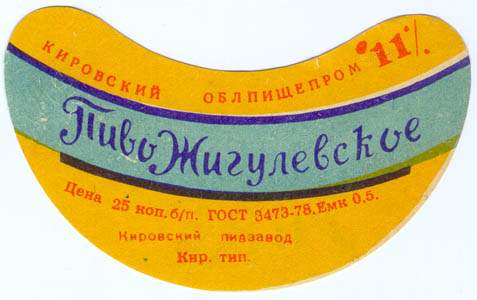 КИРОВСКИЙ ОБЛПИЩЕПРОМ 11%
Пиво Жигулевское
Цена 25 коп. б/п. ГОСТ 3473-78. Емк 0,5.
Кировский пивзавод
Кир. тип.